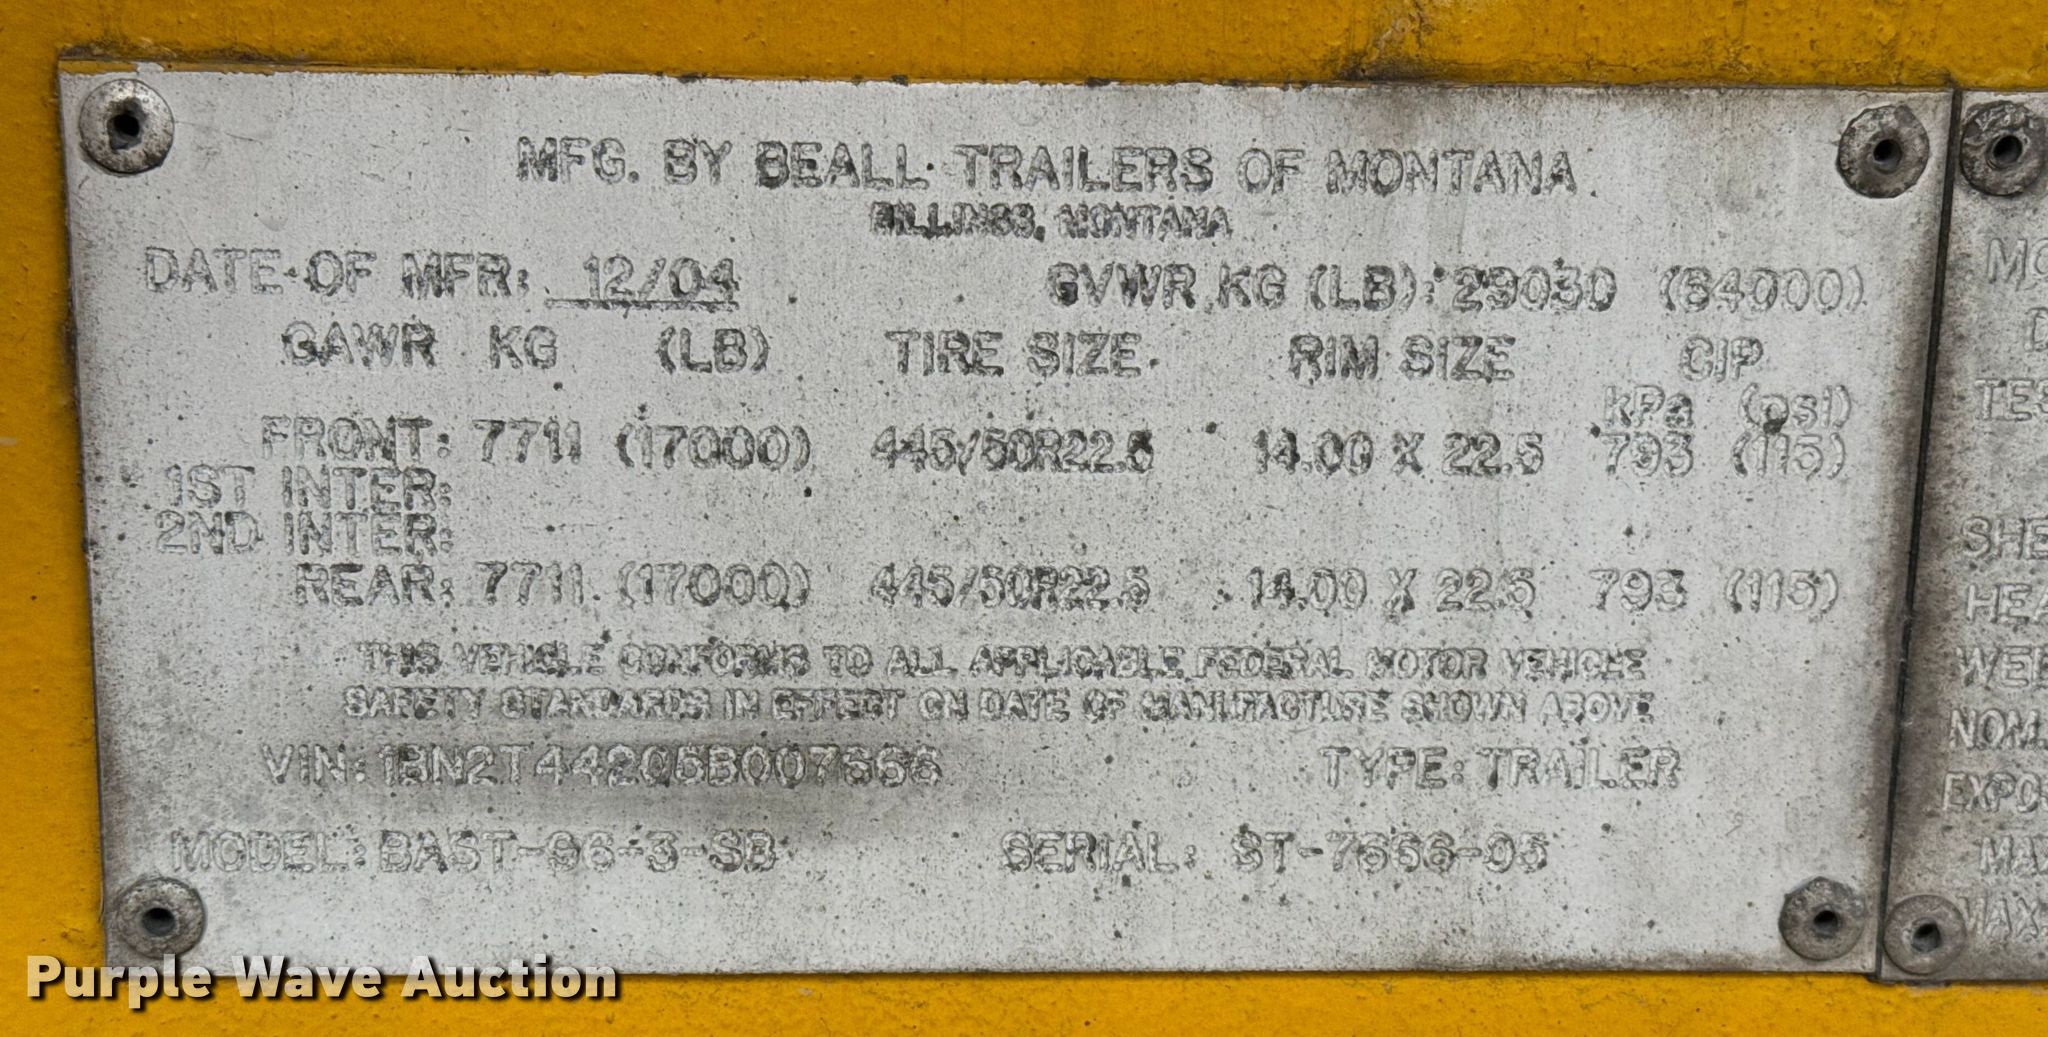 MFG. BY BEALL TRAILERS OF MONTANA
BILLINGS, MONTANA
DATE OF MFR: 12/04 GVWR KG (LB): 29030 (64000)
GAWR KG (LB) TIRE SIZE RIM SIZE CIP
kPa (psi)
FRONT: 7711 (17000) 445/50R22.5 14.00 X 22.5 793 (115)
1ST INTER:
2ND INTER:
REAR: 7711 (17000) 445/50R22.5 14.00 X 22.5 793 (115)
THIS VEHICLE CONFORMS TO ALL APPLICABLE FEDERAL MOTOR VEHICLE
SAFETY STANDARDS IN EFFECT ON DATE OF MANUFACTURE SHOWN ABOVE
VIN: 1BN2T44205B007666 TYPE: TRAILER
MODEL: BAST-96-3-SB SERIAL: ST-7666-05
NOM.
Purple Wave Auction